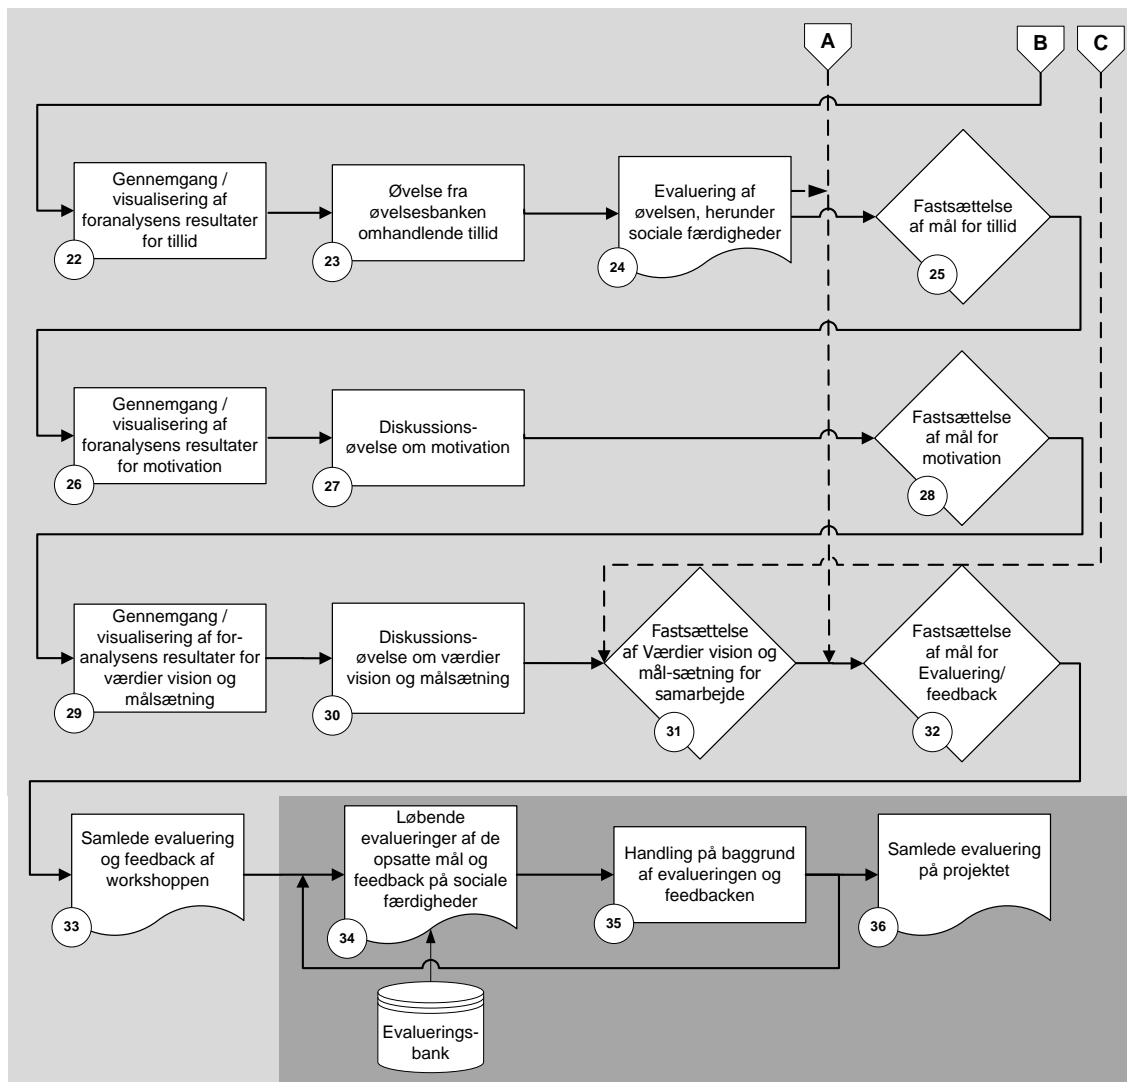 A
B
C
Gennemgang /
visualisering af
foranalysens resultater
for tillid
22
Øvelse fra
øvelsesbanken
omhandlende tillid
23
Evaluering af
øvelsen, herunder
sociale færdigheder
24
Fastsættelse
af mål for tillid
25
Gennemgang /
visualisering af
foranalysens resultater
for motivation
26
Diskussions-
øvelse om motivation
27
Fastsættelse
af mål for
motivation
28
Gennemgang /
visualisering af for-
analysens resultater for
værdier vision og
målsætning
29
Diskussions-
øvelse om værdier
vision og målsætning
30
Fastsættelse
af Værdier vision og
mål-sætning for
samarbejde
31
Fastsættelse
af mål for
Evaluering/
feedback
32
Samlede evaluering
og feedback af
workshoppen
33
Løbende
evalueringer af de
opsatte mål og
feedback på sociale
færdigheder
34
Handling på baggrund
af evalueringen og
feedbacken
35
Samlede evaluering
på projektet
36
Evaluerings-
bank